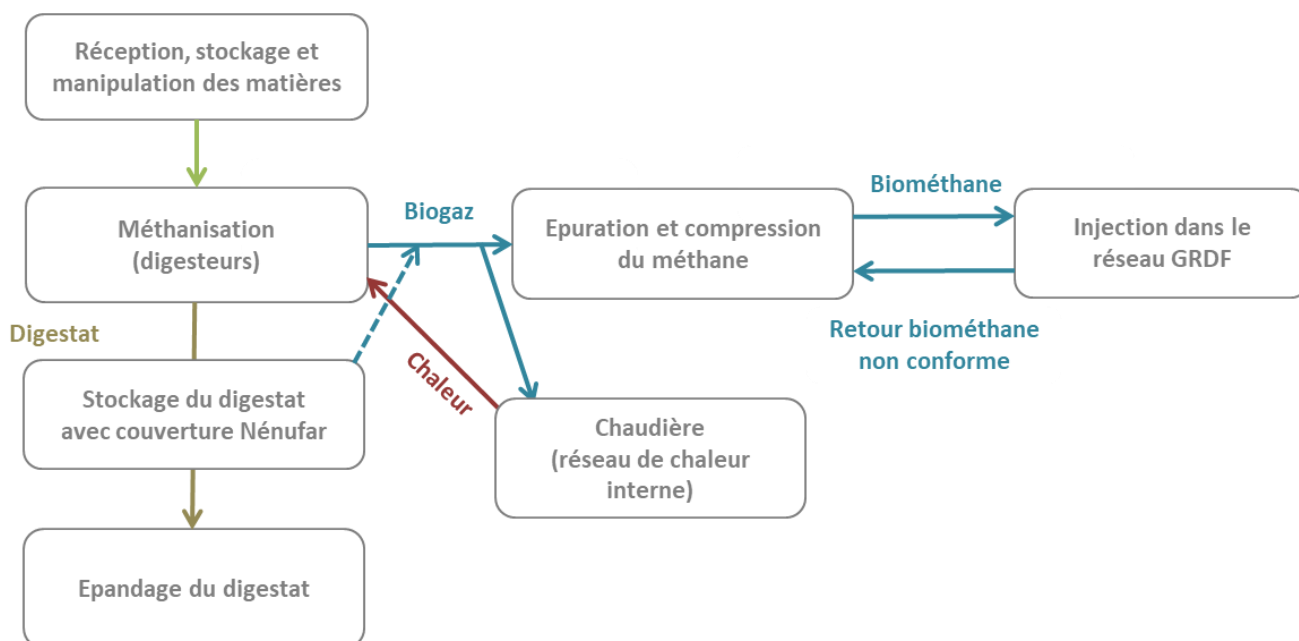 Réception, stockage et
manipulation des matières
Méthanisation
(digesteurs)
Biogaz
Epuration et compression
du méthane
Biométhane
Injection dans le
réseau GRDF
Retour biométhane
non conforme
Digestat
Chaleur
Stockage du digestat
avec couverture Nénufar
Chaudière
(réseau de chaleur
interne)
Epandage du digestat